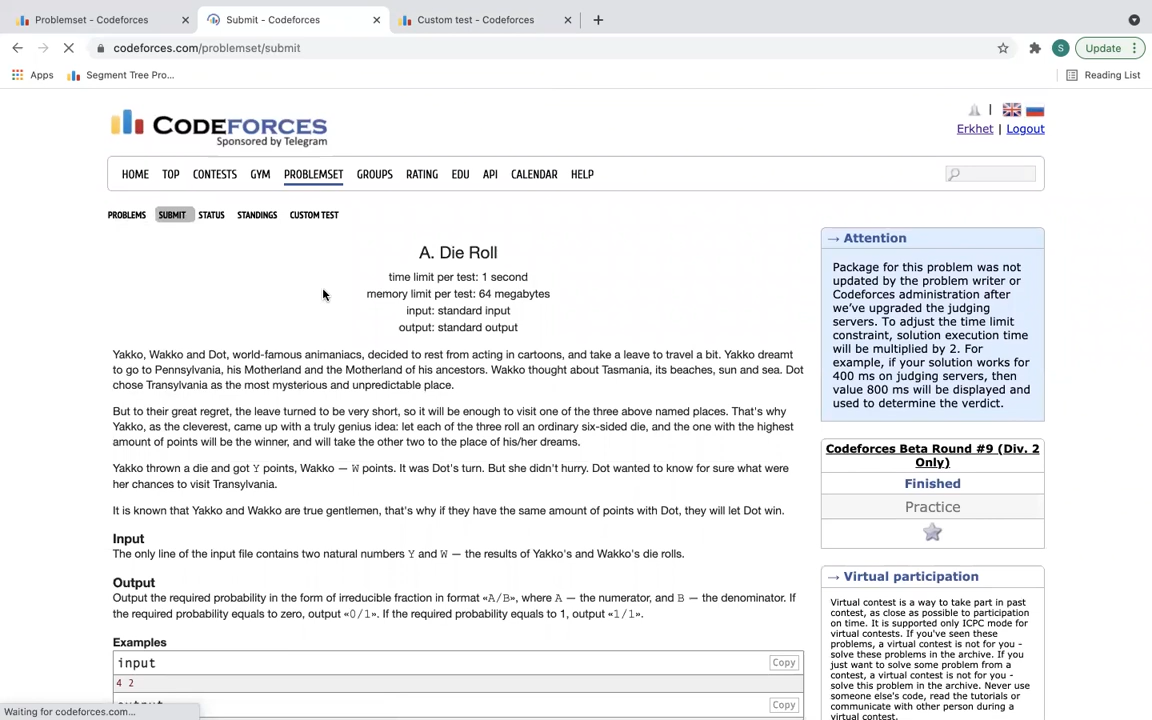 Problemset - Codeforces
Submit - Codeforces
Custom test - Codeforces
codeforces.com/problemset/submit
S
Update
Apps
Segment Tree Pro...
Reading List
CODEFORCES
Sponsored by Telegram
Erkhet | Logout
HOME TOP CONTESTS GYM PROBLEMSET GROUPS RATING EDU API CALENDAR HELP
PROBLEMS SUBMIT STATUS STANDINGS CUSTOM TEST
A. Die Roll
time limit per test: 1 second
memory limit per test: 64 megabytes
input: standard input
output: standard output
Yakko, Wakko and Dot, world-famous animaniacs, decided to rest from acting in cartoons, and take a leave to travel a bit. Yakko dreamt
to go to Pennsylvania, his Motherland and the Motherland of his ancestors. Wakko thought about Tasmania, its beaches, sun and sea. Dot
chose Transylvania as the most mysterious and unpredictable place.
But to their great regret, the leave turned to be very short, so it will be enough to visit one of the three above named places. That's why
Yakko, as the cleverest, came up with a truly genius idea: let each of the three roll an ordinary six-sided die, and the one with the highest
amount of points will be the winner, and will take the other two to the place of his/her dreams.
Yakko thrown a die and got Y points, Wakko — W points. It was Dot's turn. But she didn't hurry. Dot wanted to know for sure what were
her chances to visit Transylvania.
It is known that Yakko and Wakko are true gentlemen, that's why if they have the same amount of points with Dot, they will let Dot win.
Input
The only line of the input file contains two natural numbers Y and W — the results of Yakko's and Wakko's die rolls.
Output
Output the required probability in the form of irreducible fraction in format «A/B», where A — the numerator, and B — the denominator. If
the required probability equals to zero, output «0/1». If the required probability equals to 1, output «1/1».
Examples
input
Copy
4 2
output
Copy
→ Attention
Package for this problem was not
updated by the problem writer or
Codeforces administration after
we've upgraded the judging
servers. To adjust the time limit
constraint, solution execution time
will be multiplied by 2. For
example, if your solution works for
400 ms on judging servers, then
value 800 ms will be displayed and
used to determine the verdict.
Codeforces Beta Round #9 (Div. 2
Only)
Finished
Practice
→ Virtual participation
Virtual contest is a way to take part in past
contest, as close as possible to participation
on time. It is supported only ICPC mode for
virtual contests. If you've seen these
problems, a virtual contest is not for you -
solve these problems in the archive. If you
just want to solve some problem from a
contest, a virtual contest is not for you -
solve this problem in the archive. Never use
someone else's code, read the tutorials or
communicate with other person during a
virtual contest.
Waiting for codeforces.com...